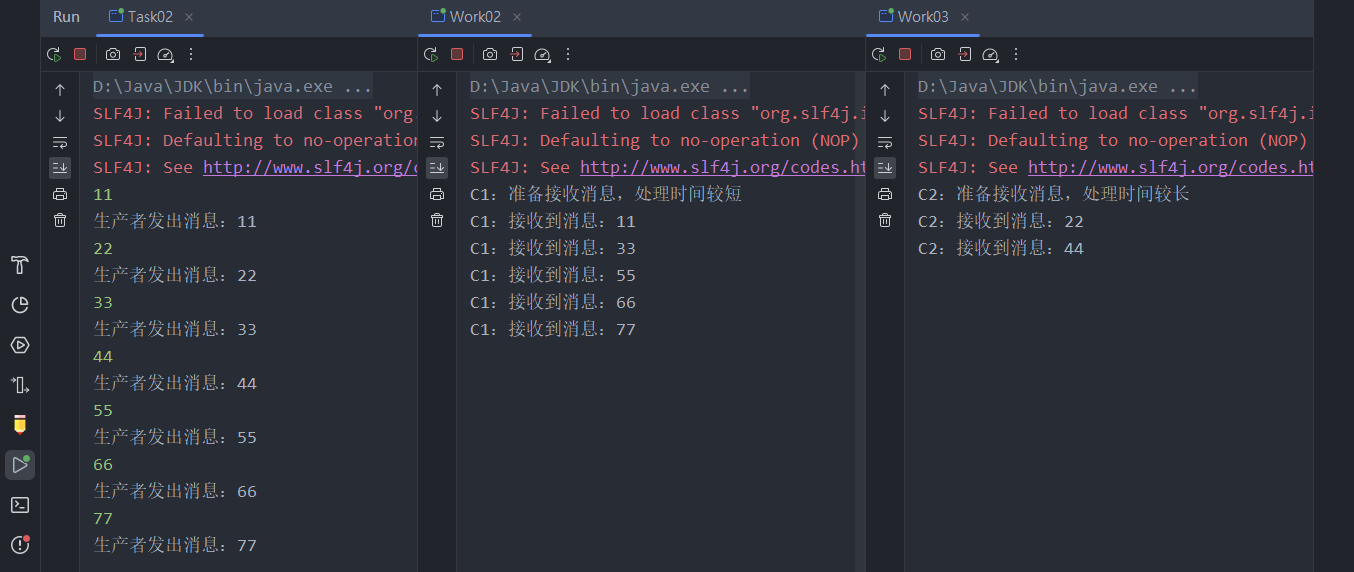 Run
Task02
Work02
Work03
D:\Java\JDK\bin\java.exe ...
SLF4J: Failed to load class "org
SLF4J: Defaulting to no-operation
SLF4J: See http://www.slf4j.org/
11
生产者发出消息：11
22
生产者发出消息：22
33
生产者发出消息：33
44
生产者发出消息：44
55
生产者发出消息：55
66
生产者发出消息：66
77
生产者发出消息：77
D:\Java\JDK\bin\java.exe ...
SLF4J: Failed to load class "org.slf4j.i
SLF4J: Defaulting to no-operation (NOP)
SLF4J: See http://www.slf4j.org/codes.ht
C1：准备接收消息，处理时间较短
C1：接收到消息：11
C1：接收到消息：33
C1：接收到消息：55
C1：接收到消息：66
C1：接收到消息：77
D:\Java\JDK\bin\java.exe ...
SLF4J: Failed to load class "org.slf4j.i
SLF4J: Defaulting to no-operation (NOP)
SLF4J: See http://www.slf4j.org/codes.ht
C2：准备接收消息，处理时间较长
C2：接收到消息：22
C2：接收到消息：44